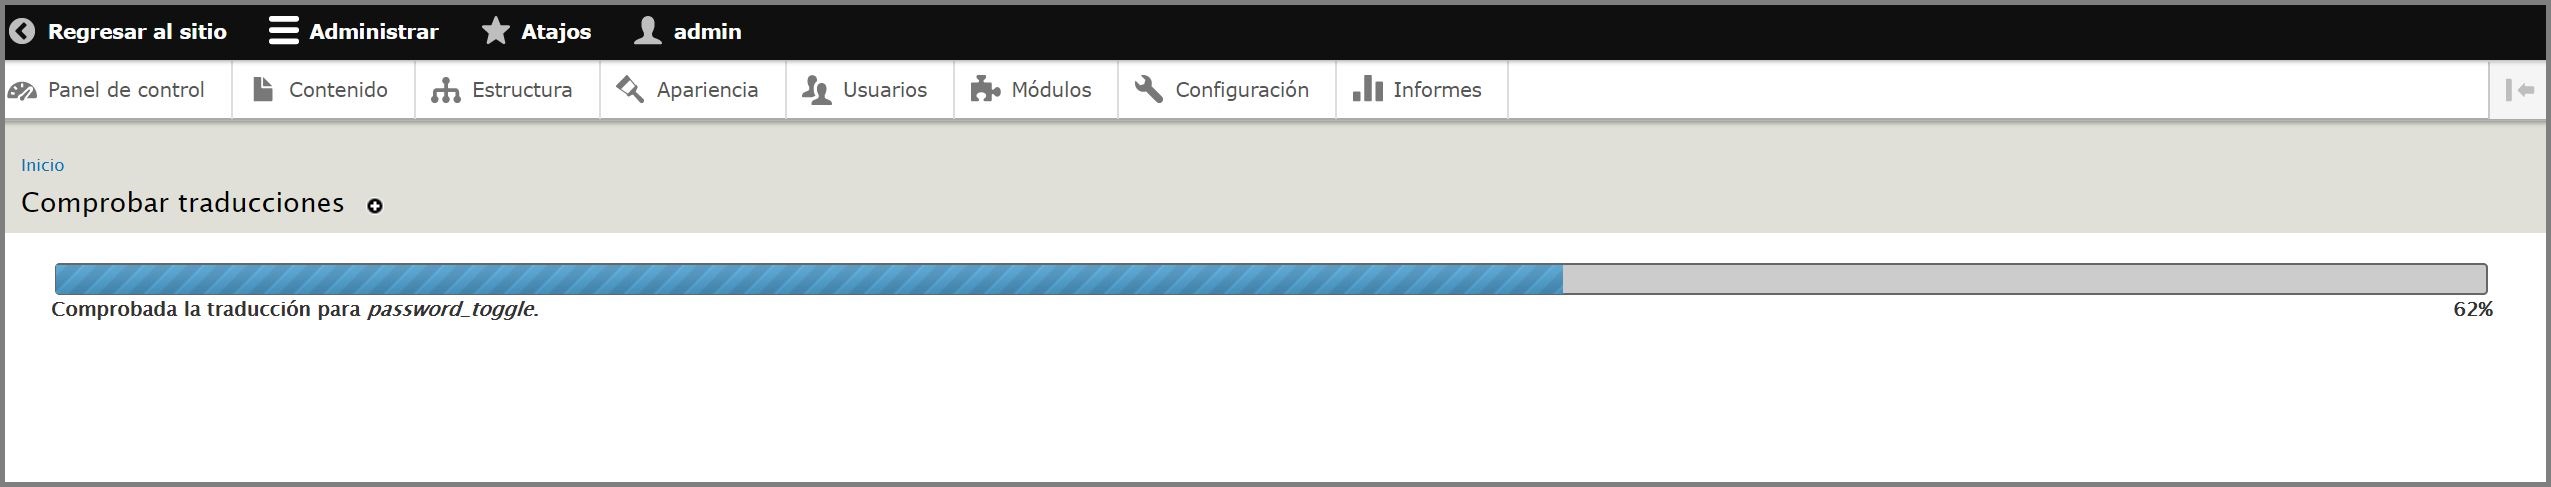 Regresar al sitio Administrar Atajos admin
Panel de control Contenido Estructura Apariencia Usuarios Módulos Configuración Informes
Inicio
Comprobar traducciones
Comprobada la traducción para password_toggle. 62%